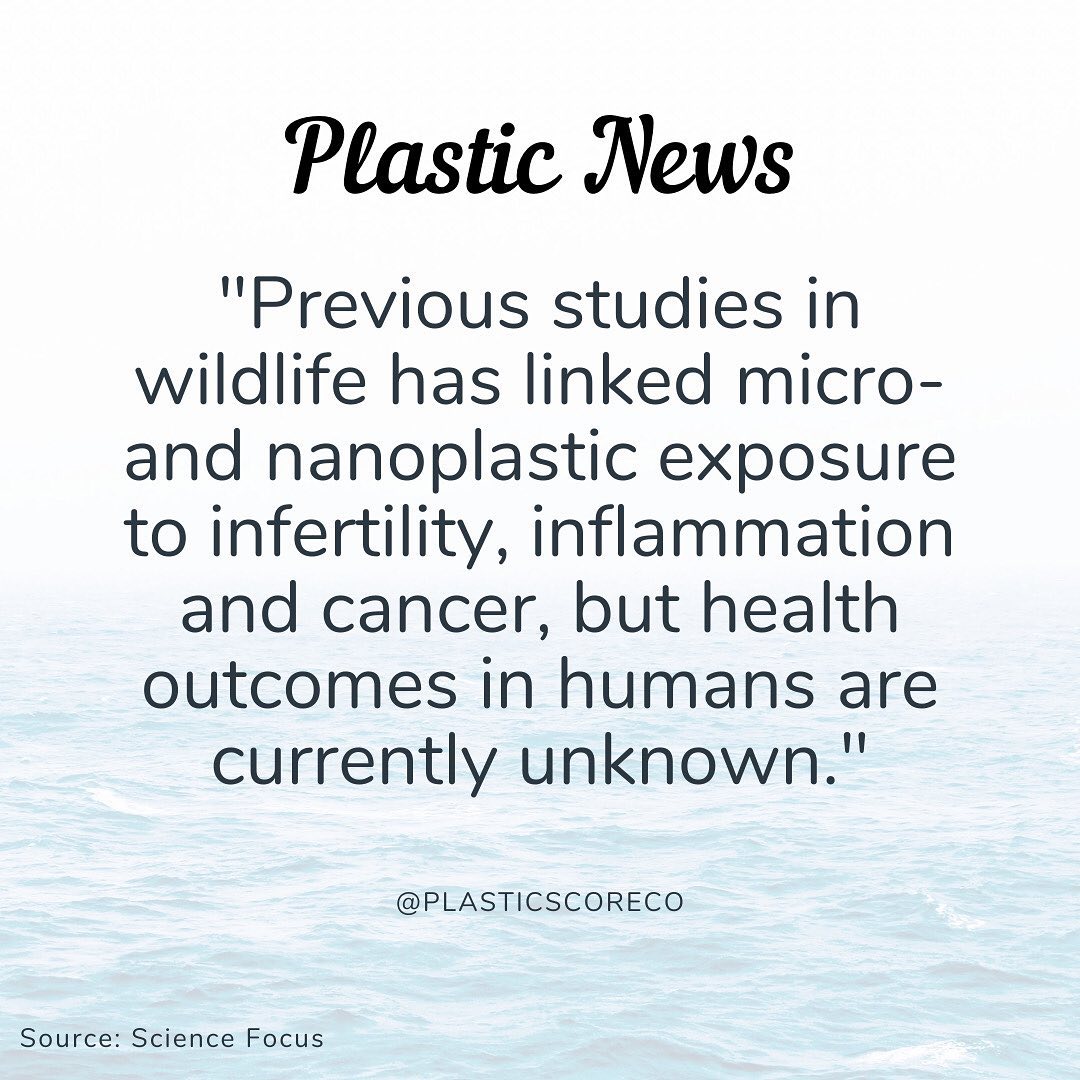 Plastic News
"Previous studies in
wildlife has linked micro-
and nanoplastic exposure
to infertility, inflammation
and cancer, but health
outcomes in humans are
currently unknown."
@PLASTICSCORECO
Source: Science Focus